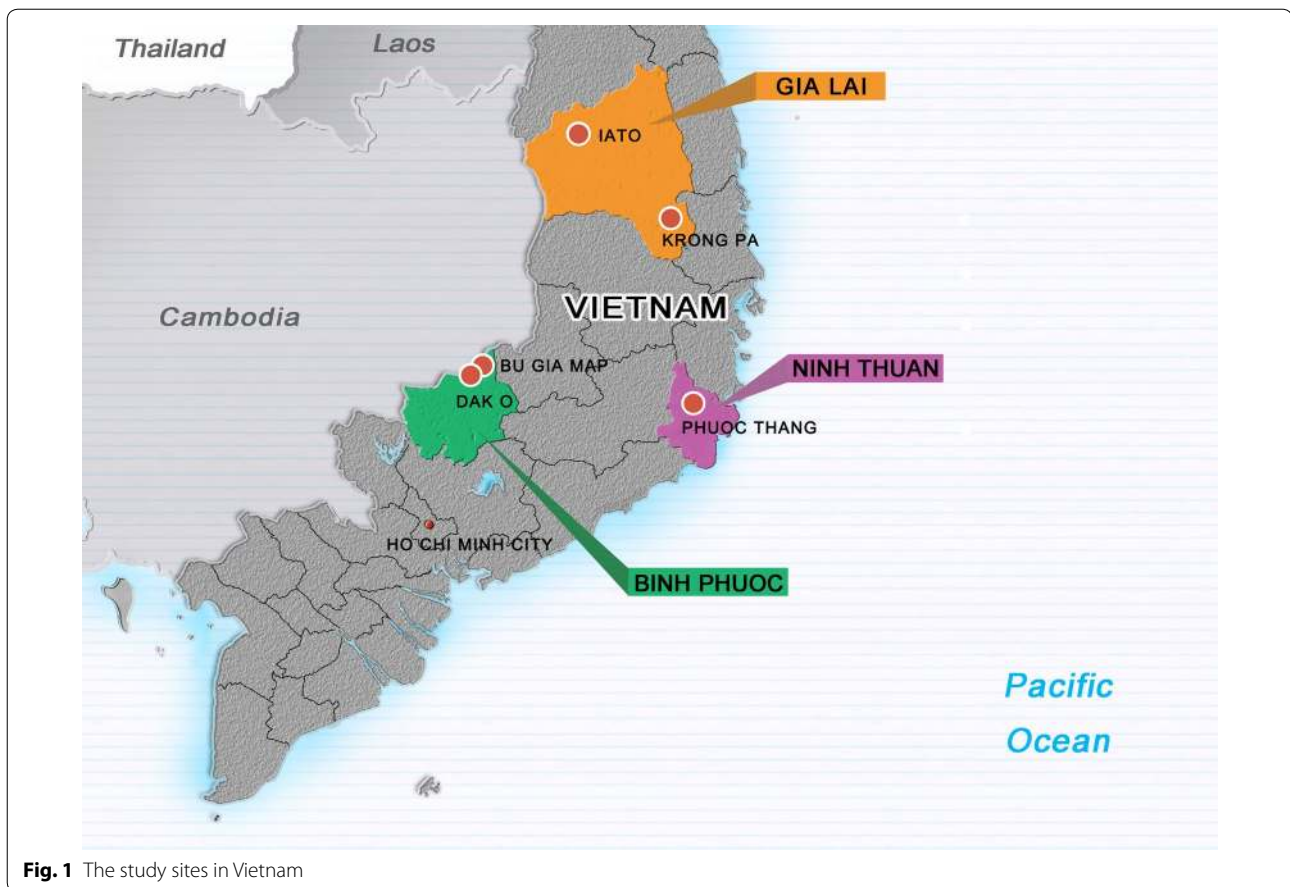 Thailand
Laos
GIA LAI
IATO
KRONG PA
VIETNAM
Cambodia
BU GIA MAP
NINH THUAN
DAK O
PHUOC THANG
HO CHI MINH CITY
BINH PHUOC
Pacific
Ocean
Fig. 1 The study sites in Vietnam